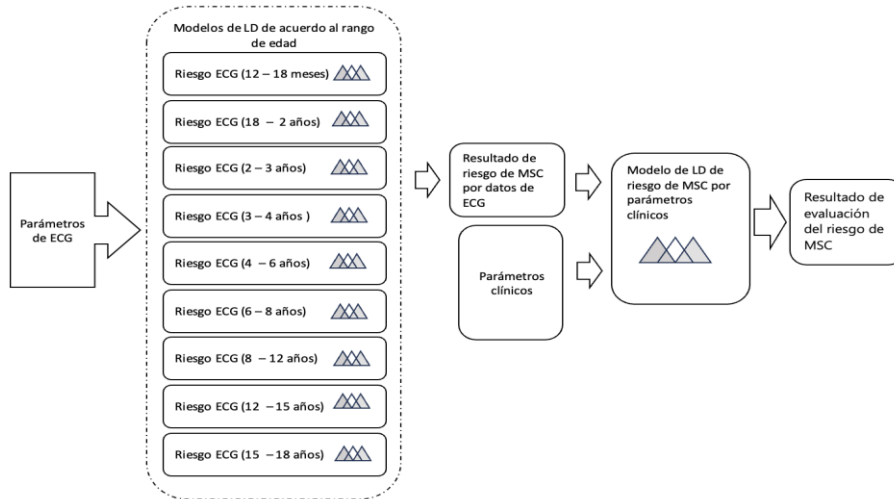 Parámetros
de ECG
Modelos de LD de acuerdo al rango
de edad
Riesgo ECG (12 – 18 meses)
Riesgo ECG (18 – 2 años)
Riesgo ECG (2 – 3 años)
Riesgo ECG (3 – 4 años )
Riesgo ECG (4 – 6 años)
Riesgo ECG (6 – 8 años)
Riesgo ECG (8 – 12 años)
Riesgo ECG (12 – 15 años)
Riesgo ECG (15 – 18 años)
Resultado de
riesgo de MSC
por datos de
ECG
Parámetros
clínicos
Modelo de LD de
riesgo de MSC por
parámetros
clínicos
Resultado de
evaluación
del riesgo de
MSC